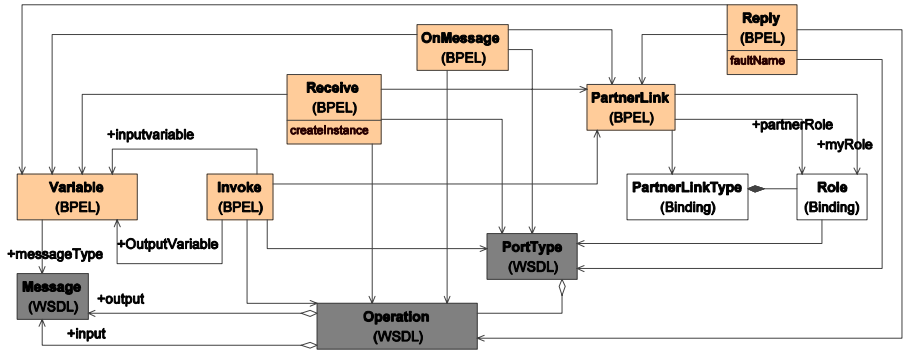 Reply
(BPEL)
faultName
OnMessage
(BPEL)
Receive
(BPEL)
createInstance
PartnerLink
(BPEL)
+inputvariable
+partnerRole
+myRole
Variable
(BPEL)
Invoke
(BPEL)
PartnerLinkType
(Binding)
Role
(Binding)
+OutputVariable
+messageType
PortType
(WSDL)
Message
(WSDL)
+output
Operation
(WSDL)
+input